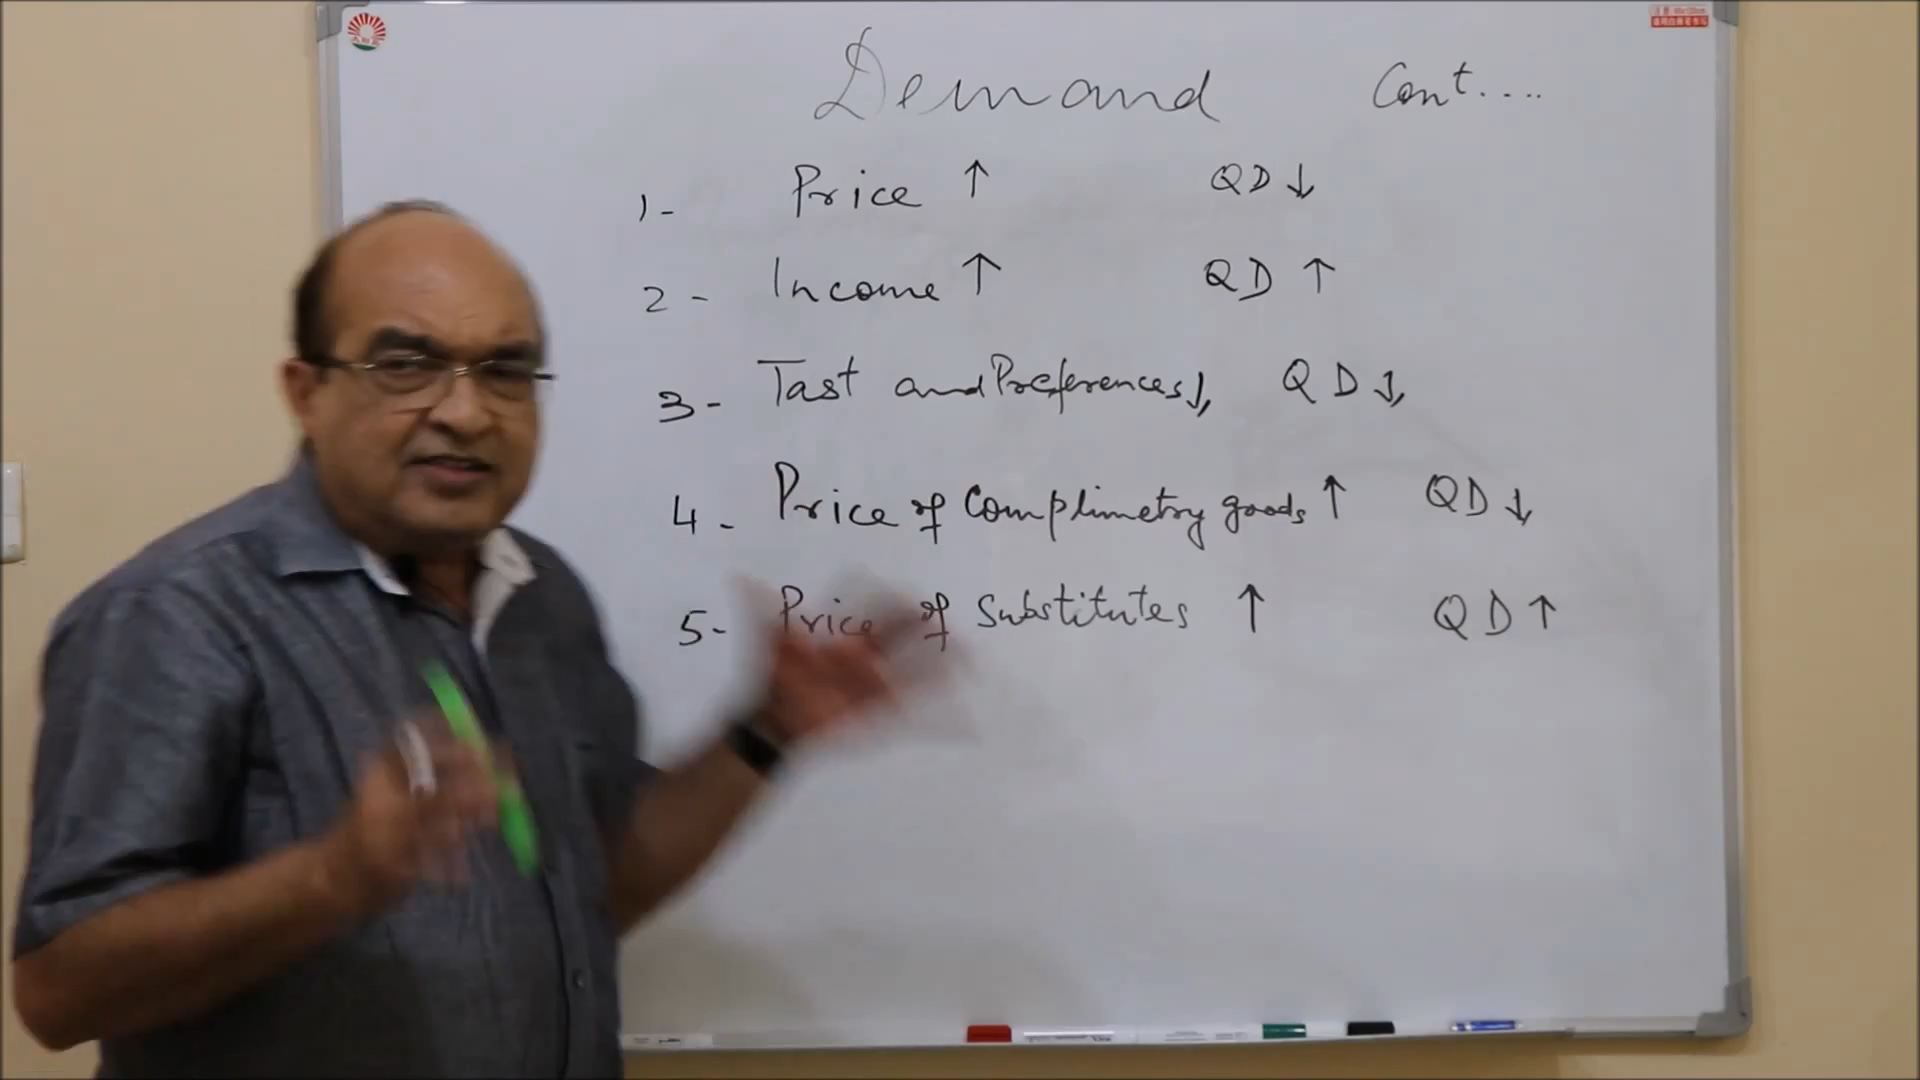 Demand Cont....
1- Price ↑ QD ↓
2- Income ↑ QD ↑
3- Tast and Preferences ↓, QD ↓,
4- Price of Complimetry goods ↑ QD ↓
5- Price of Substitutes ↑ QD ↑